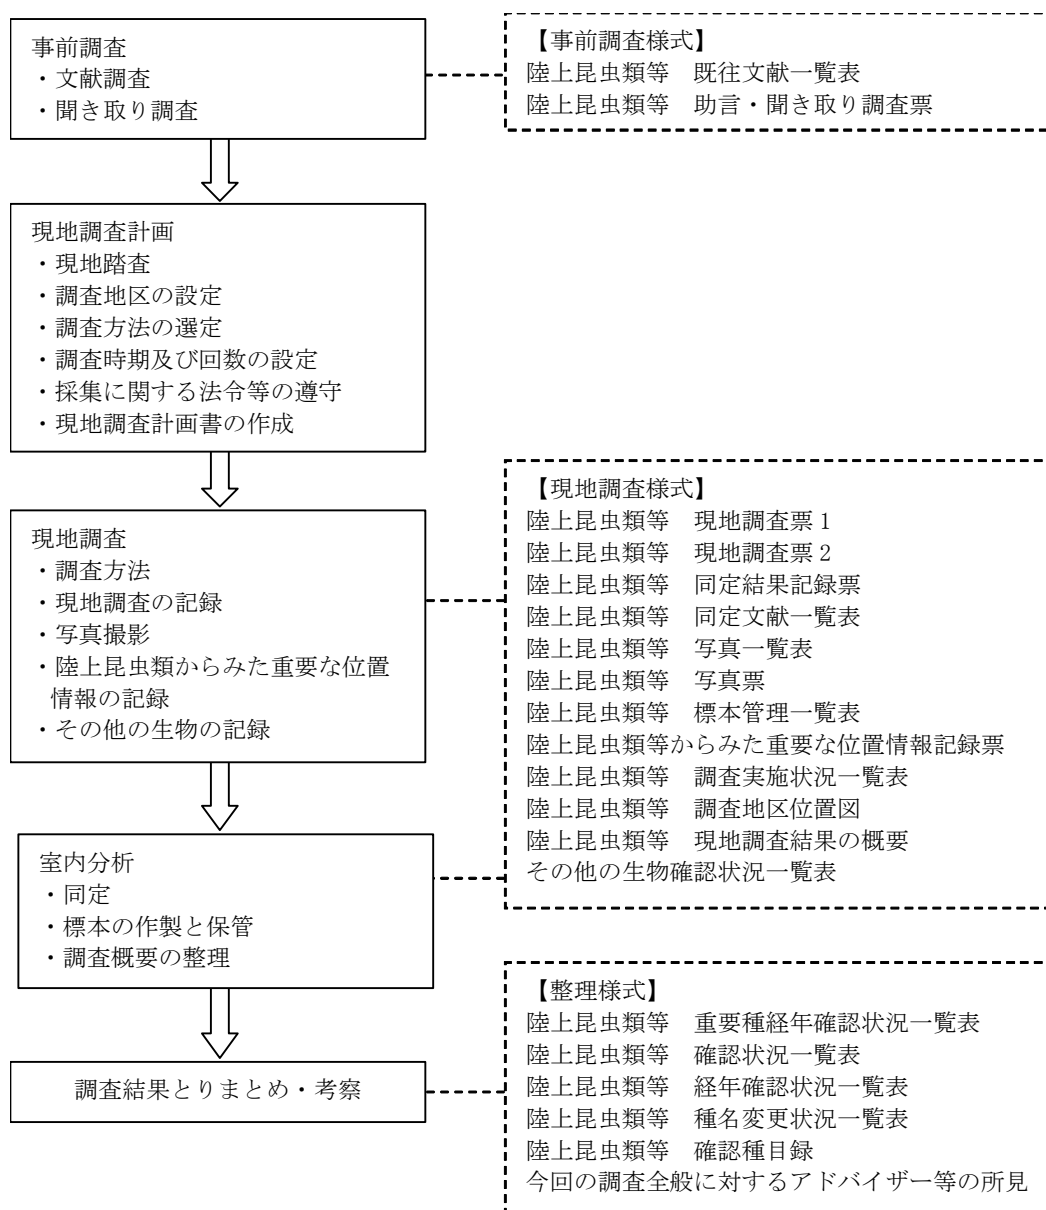 事前調査
・文献調査
・聞き取り調査
【事前調査様式】
陸上昆虫類等　既往文献一覧表
陸上昆虫類等　助言・聞き取り調査票
現地調査計画
・現地踏査
・調査地区の設定
・調査方法の選定
・調査時期及び回数の設定
・採集に関する法令等の遵守
・現地調査計画書の作成
現地調査
・調査方法
・現地調査の記録
・写真撮影
・陸上昆虫類からみた重要な位置
情報の記録
・その他の生物の記録
【現地調査様式】
陸上昆虫類等　現地調査票１
陸上昆虫類等　現地調査票２
陸上昆虫類等　同定結果記録票
陸上昆虫類等　同定文献一覧表
陸上昆虫類等　写真一覧表
陸上昆虫類等　写真票
陸上昆虫類等　標本管理一覧表
陸上昆虫類等からみた重要な位置情報記録票
陸上昆虫類等　調査実施状況一覧表
陸上昆虫類等　調査地区位置図
陸上昆虫類等　現地調査結果の概要
その他の生物確認状況一覧表
室内分析
・同定
・標本の作製と保管
・調査概要の整理
調査結果とりまとめ・考察
【整理様式】
陸上昆虫類等　重要種経年確認状況一覧表
陸上昆虫類等　確認状況一覧表
陸上昆虫類等　経年確認状況一覧表
陸上昆虫類等　種名変更状況一覧表
陸上昆虫類等　確認種目録
今回の調査全般に対するアドバイザー等の所見